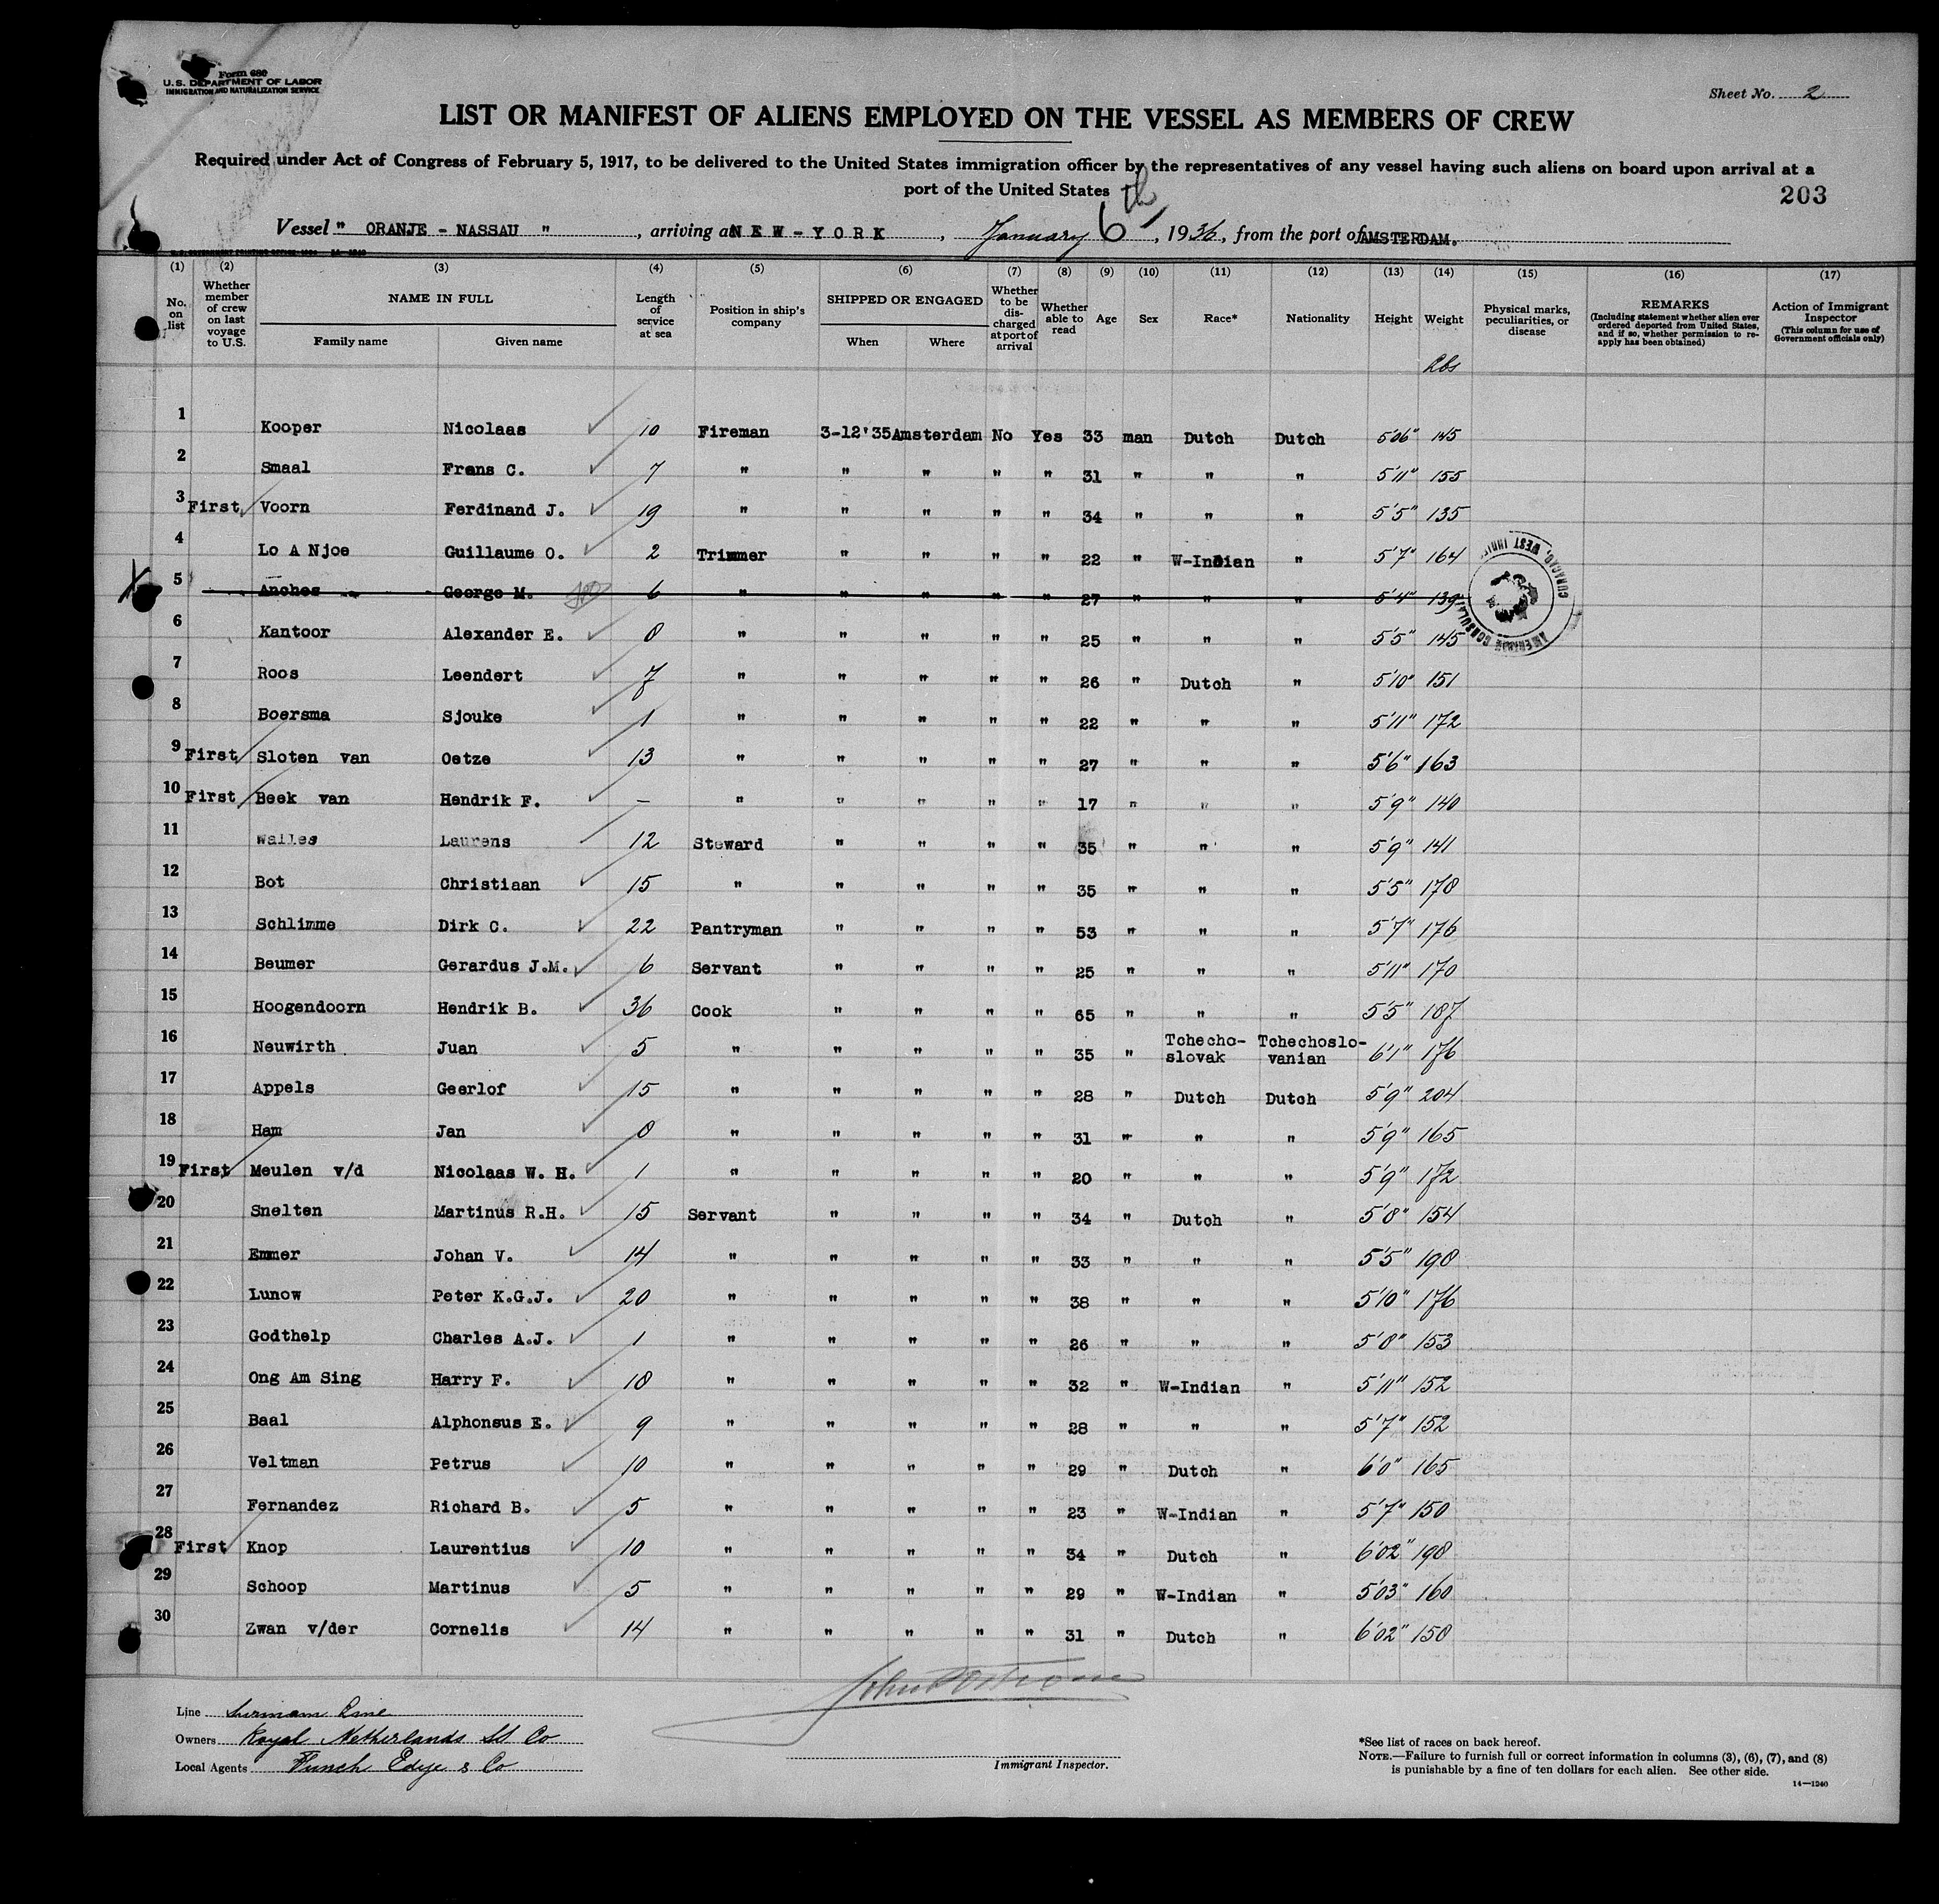 Form 680
U.S. DEPARTMENT OF LABOR
IMMIGRATION AND NATURALIZATION SERVICE
Sheet No. 2
LIST OR MANIFEST OF ALIENS EMPLOYED ON THE VESSEL AS MEMBERS OF CREW
Required under Act of Congress of February 5, 1917, to be delivered to the United States immigration officer by the representatives of any vessel having such aliens on board upon arrival at a
port of the United States
203
Vessel " ORANJE - NASSAU " , arriving at NEW-YORK , January 6th , 1936, from the port of AMSTERDAM.
(1) (2) (3) (4) (5) (6) (7) (8) (9) (10) (11) (12) (13) (14) (15) (16) (17)
No. on list
Whether member of crew on last voyage to U.S.
NAME IN FULL
Family name Given name
Length of service at sea
Position in ship's company
SHIPPED OR ENGAGED
When Where
Whether to be discharged at port of arrival
Whether able to read
Age
Sex
Race*
Nationality
Height
Weight
Physical marks, peculiarities, or disease
REMARKS
(Including statement whether alien ever ordered deported from United States, and if so, whether permission to reapply has been obtained)
Action of Immigrant Inspector
(This column for use of Government officials only)
Lbs
1 Kooper Nicolaas 10 Fireman 3-12'35 Amsterdam No Yes 33 man Dutch Dutch 5'06" 145
2 Smaal Frans C. 7 " " " " " 31 " " " 5'11" 155
3 First Voorn Ferdinand J. 19 " " " " " 34 " " " 5'5" 135
4 Lo A Njoe Guillaume O. 2 Trimmer " " " " 22 " W-Indian " 5'7" 164
5 Anches George M. 6 " " " " " 27 " " " 5'4" 139
6 Kantoor Alexander E. 8 " " " " " 25 " " " 5'5" 145
7 Roos Leendert 7 " " " " " 26 " Dutch " 5'10" 151
8 Boersma Sjouke 1 " " " " " 22 " " " 5'11" 172
9 First Sloten van Oetze 13 " " " " " 27 " " " 5'6" 163
10 First Beek van Hendrik F. — " " " " " 17 " " " 5'9" 140
11 Walles Laurens 12 Steward " " " " 35 " " " 5'9" 141
12 Bot Christiaan 15 " " " " " 35 " " " 5'5" 178
13 Schlimme Dirk C. 22 Pantryman " " " " 53 " " " 5'7" 176
14 Beumer Gerardus J.M. 6 Servant " " " " 25 " " " 5'11" 170
15 Hoogendoorn Hendrik B. 36 Cook " " " " 65 " " " 5'5" 187
16 Neuwirth Juan 5 " " " " " 35 " Tchecho-slovak Tchechoslo-vanian 6'1" 176
17 Appels Geerlof 15 " " " " " 28 " Dutch Dutch 5'9" 204
18 Ham Jan 8 " " " " " 31 " " " 5'9" 165
19 First Meulen v/d Nicolaas W. H. 1 " " " " " 20 " " " 5'9" 172
20 Snelten Martinus R.H. 15 Servant " " " " 34 " Dutch " 5'8" 154
21 Emmer Johan V. 14 " " " " " 33 " " " 5'5" 198
22 Lunow Peter K.G.J. 20 " " " " " 38 " " " 5'10" 176
23 Godthelp Charles A.J. 1 " " " " " 26 " " " 5'8" 153
24 Ong Am Sing Harry F. 18 " " " " " 32 " W-Indian " 5'11" 152
25 Baal Alphonsus E. 9 " " " " " 28 " " " 5'7" 152
26 Veltman Petrus 10 " " " " " 29 " Dutch " 6'0" 165
27 Fernandez Richard B. 5 " " " " " 23 " W-Indian " 5'7" 150
28 First Knop Laurentius 10 " " " " " 34 " Dutch " 6'02" 198
29 Schoop Martinus 5 " " " " " 29 " W-Indian " 5'03" 160
30 Zwan v/der Cornelis 14 " " " " " 31 " Dutch " 6'02" 158
AMERICAN CONSULATE
CURACAO, WEST INDIES
Line Surinam Line
Owners Royal Netherlands SS Co
Local Agents Funch Edye & Co
Immigrant Inspector.
*See list of races on back hereof.
NOTE.—Failure to furnish full or correct information in columns (3), (6), (7), and (8)
is punishable by a fine of ten dollars for each alien. See other side.
14—1240